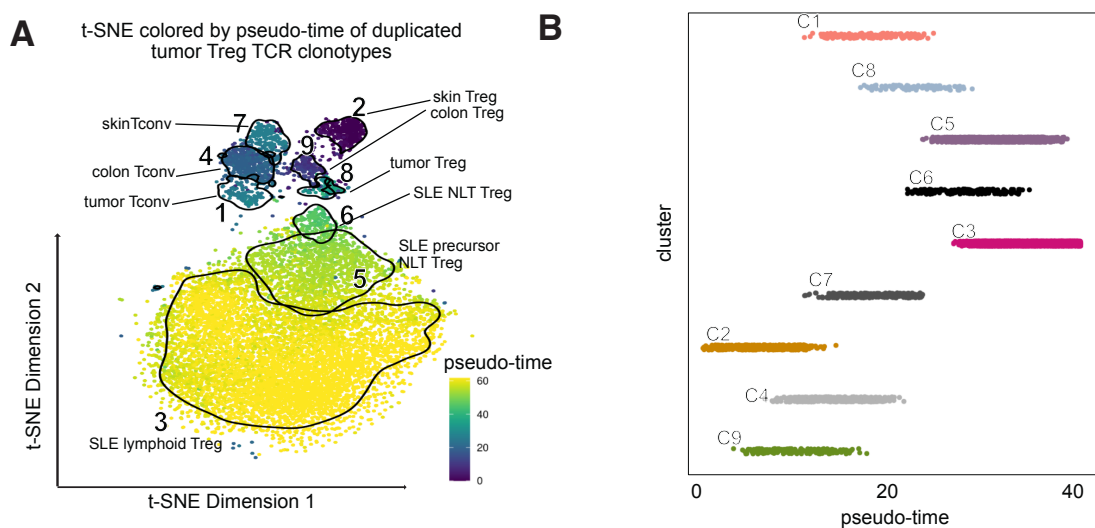 A
t-SNE colored by pseudo-time of duplicated
tumor Treg TCR clonotypes
skinTconv
7
2
skin Treg
colon Treg
4
9
colon Tconv
8
tumor Treg
tumor Tconv
1
SLE NLT Treg
6
SLE precursor
NLT Treg
5
3
SLE lymphoid Treg
pseudo-time
60
40
20
0
t-SNE Dimension 2
t-SNE Dimension 1
B
C1
C8
C5
C6
C3
C7
C2
C4
C9
cluster
0
20
40
pseudo-time